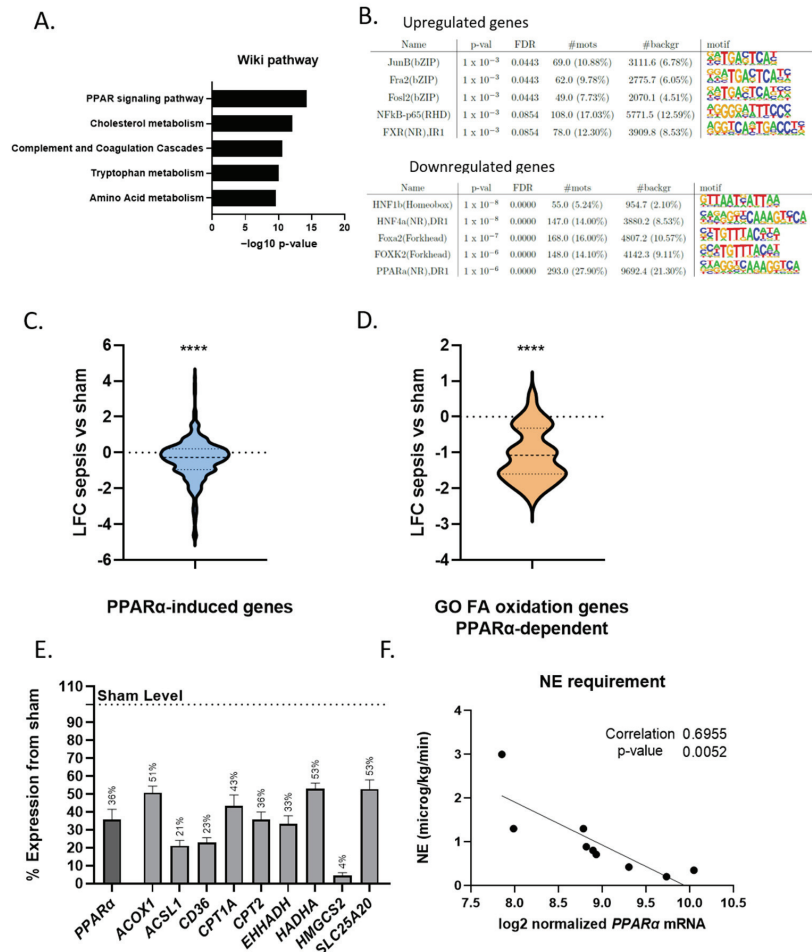 A.
Wiki pathway
PPAR signaling pathway
Cholesterol metabolism
Complement and Coagulation Cascades
Tryptophan metabolism
Amino Acid metabolism
0 5 10 15 20
−log10 p-value
B.
Upregulated genes
Name p-val FDR #mots #backgr motif
JunB(bZIP) 1 x 10⁻³ 0.0443 69.0 (10.88%) 3111.6 (6.78%)
Fra2(bZIP) 1 x 10⁻³ 0.0443 62.0 (9.78%) 2775.7 (6.05%)
Fosl2(bZIP) 1 x 10⁻³ 0.0443 49.0 (7.73%) 2070.1 (4.51%)
NFkB-p65(RHD) 1 x 10⁻³ 0.0854 108.0 (17.03%) 5771.5 (12.59%)
FXR(NR),IR1 1 x 10⁻³ 0.0854 78.0 (12.30%) 3909.8 (8.53%)
Downregulated genes
Name p-val FDR #mots #backgr motif
HNF1b(Homeobox) 1 x 10⁻⁸ 0.0000 55.0 (5.24%) 954.7 (2.10%)
HNF4a(NR),DR1 1 x 10⁻⁸ 0.0000 147.0 (14.00%) 3880.2 (8.53%)
Foxa2(Forkhead) 1 x 10⁻⁷ 0.0000 168.0 (16.00%) 4807.2 (10.57%)
FOXK2(Forkhead) 1 x 10⁻⁶ 0.0000 148.0 (14.10%) 4142.3 (9.11%)
PPARa(NR),DR1 1 x 10⁻⁶ 0.0000 293.0 (27.90%) 9692.4 (21.30%)
C.
****
LFC sepsis vs sham
6
4
2
0
-2
-4
-6
PPARα-induced genes
D.
****
LFC sepsis vs sham
2
1
0
-1
-2
-3
-4
GO FA oxidation genes
PPARα-dependent
E.
% Expression from sham
110
100
90
80
70
60
50
40
30
20
10
0
Sham Level
36% 51% 21% 23% 43% 36% 33% 53% 4% 53%
PPARα ACOX1 ACSL1 CD36 CPT1A CPT2 EHHADH HADHA HMGCS2 SLC25A20
F.
NE requirement
Correlation 0.6955
p-value 0.0052
NE (microg/kg/min)
4
3
2
1
0
7.5 8.0 8.5 9.0 9.5 10.0 10.5
log2 normalized PPARα mRNA